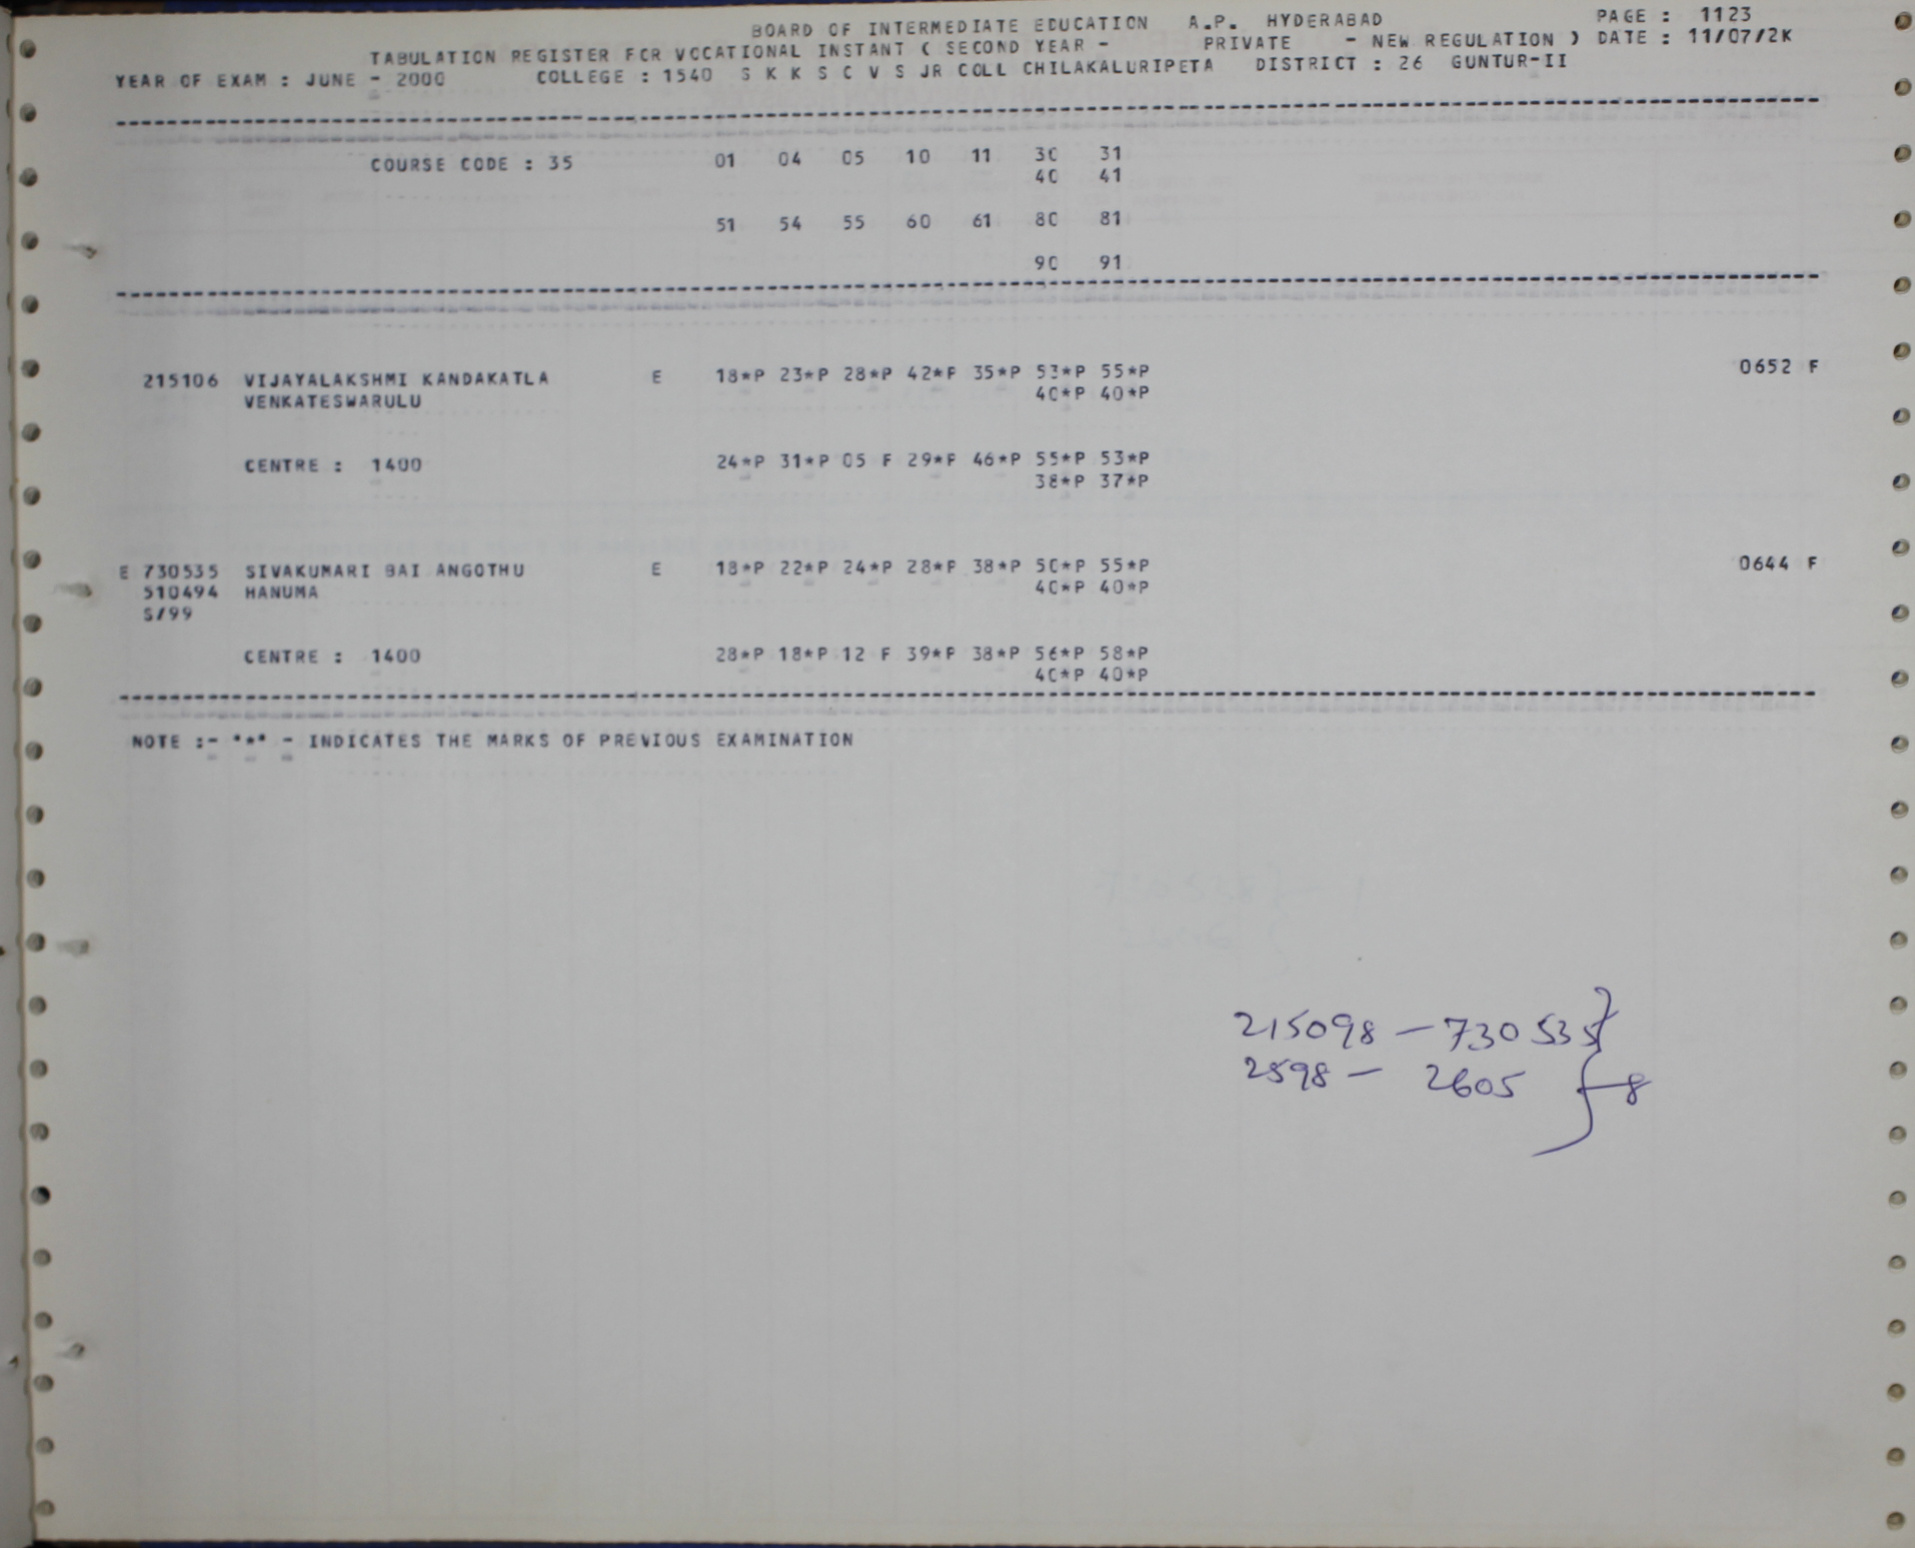 BOARD OF INTERMEDIATE EDUCATION A.P. HYDERABAD PAGE : 1123
TABULATION REGISTER FOR VOCATIONAL INSTANT ( SECOND YEAR - PRIVATE - NEW REGULATION ) DATE : 11/07/2K
YEAR OF EXAM : JUNE - 2000 COLLEGE : 1540 S K K S C V S JR COLL CHILAKALURIPETA DISTRICT : 26 GUNTUR-II
COURSE CODE : 35 01 04 05 10 11 30 31
40 41
51 54 55 60 61 80 81
90 91
215106 VIJAYALAKSHMI KANDAKATLA E 18*P 23*P 28*P 42*P 35*P 53*P 55*P 0652 F
VENKATESWARULU 40*P 40*P
CENTRE : 1400 24*P 31*P 05 F 29*P 46*P 55*P 53*P
38*P 37*P
E 730535 SIVAKUMARI BAI ANGOTHU E 18*P 22*P 24*P 28*P 38*P 50*P 55*P 0644 F
510494 HANUMA 40*P 40*P
S/99
CENTRE : 1400 28*P 18*P 12 F 39*P 38*P 56*P 58*P
40*P 40*P
NOTE :- "*" - INDICATES THE MARKS OF PREVIOUS EXAMINATION
215098 - 730535
2598 - 2605 } - 8